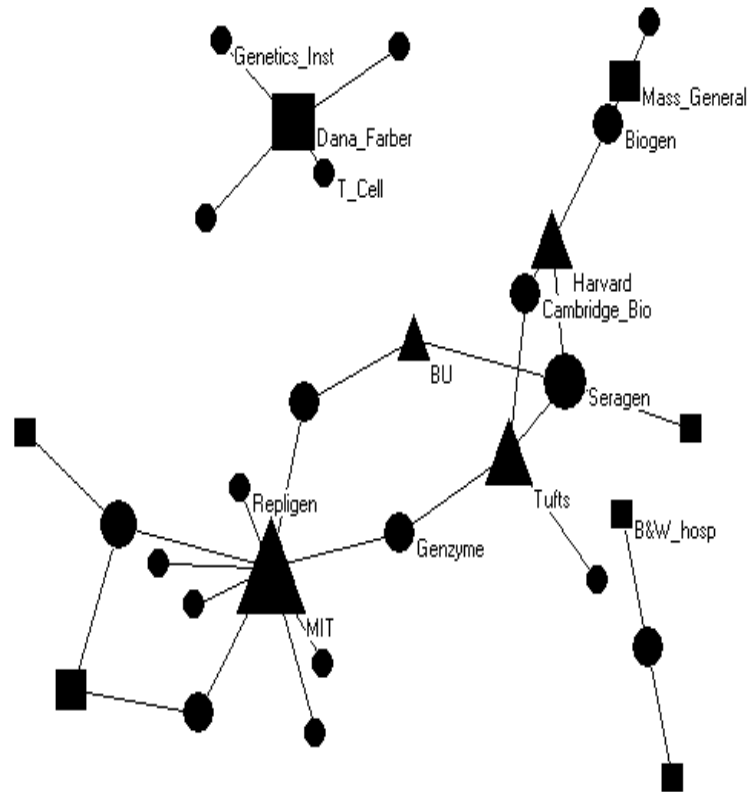 Genetics_Inst
Mass_General
Dana_Farber
Biogen
T_Cell
Harvard
Cambridge_Bio
BU
Seragen
Repligen
Tufts
B&W_hosp
Genzyme
MIT